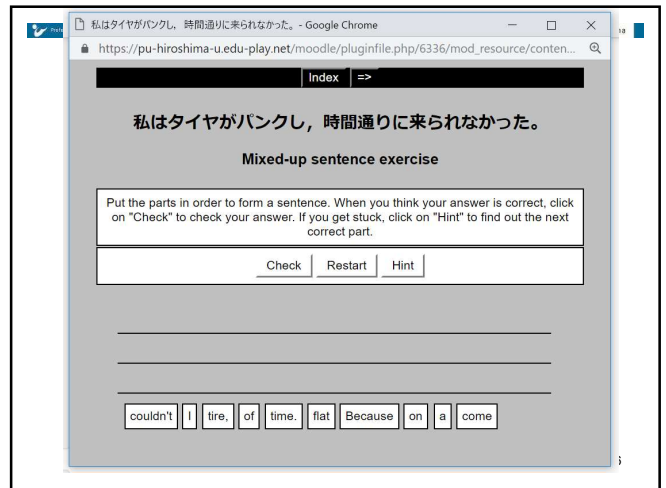 私はタイヤがパンクし，時間通りに来られなかった。 - Google Chrome
https://pu-hiroshima-u.edu-play.net/moodle/pluginfile.php/6336/mod_resource/conten...
Index =>
私はタイヤがパンクし，時間通りに来られなかった。
Mixed-up sentence exercise
Put the parts in order to form a sentence. When you think your answer is correct, click
on "Check" to check your answer. If you get stuck, click on "Hint" to find out the next
correct part.
Check Restart Hint
couldn't I tire, of time. flat Because on a come